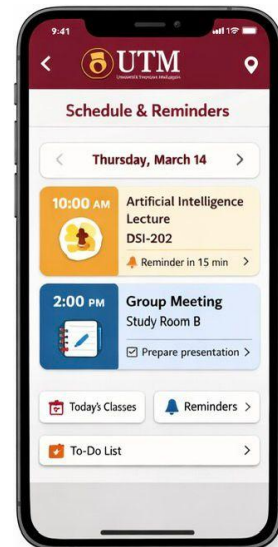 9:41
UTM
Schedule & Reminders
Thursday, March 14
10:00 AM
Artificial Intelligence
Lecture
DSI-202
Reminder in 15 min
2:00 PM
Group Meeting
Study Room B
Prepare presentation
Today's Classes
Reminders
To-Do List